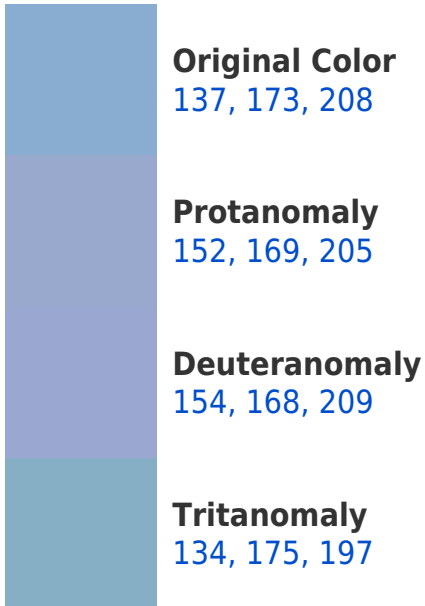 Original Color
137, 173, 208
Protanomaly
152, 169, 205
Deuteranomaly
154, 168, 209
Tritanomaly
134, 175, 197